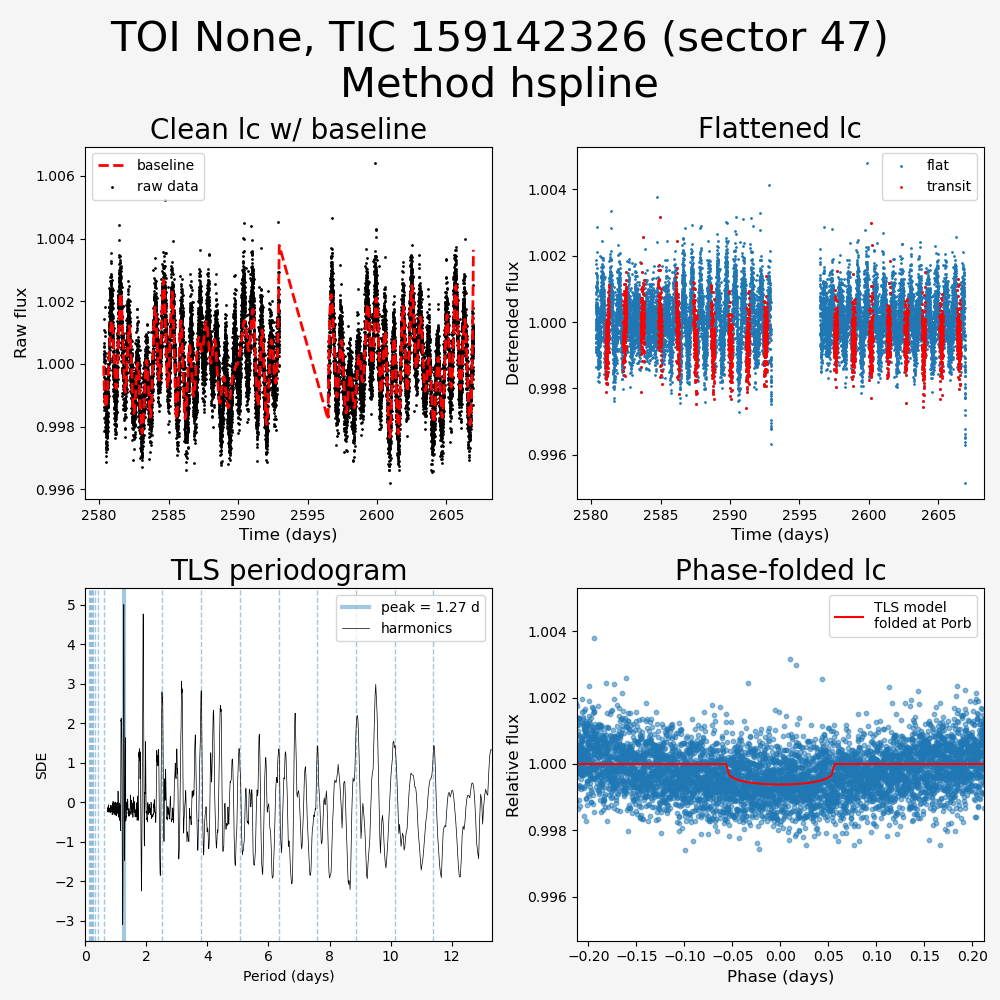 TOI None, TIC 159142326 (sector 47)
Method hspline
Clean lc w/ baseline
baseline
raw data
1.006
1.004
1.002
1.000
0.998
0.996
Raw flux
2580 2585 2590 2595 2600 2605
Time (days)
Flattened lc
flat
transit
1.004
1.002
1.000
0.998
0.996
Detrended flux
2580 2585 2590 2595 2600 2605
Time (days)
TLS periodogram
peak = 1.27 d
harmonics
5
4
3
2
1
0
−1
−2
−3
SDE
0 2 4 6 8 10 12
Period (days)
Phase-folded lc
TLS model
folded at Porb
1.004
1.002
1.000
0.998
0.996
Relative flux
−0.20 −0.15 −0.10 −0.05 0.00 0.05 0.10 0.15 0.20
Phase (days)